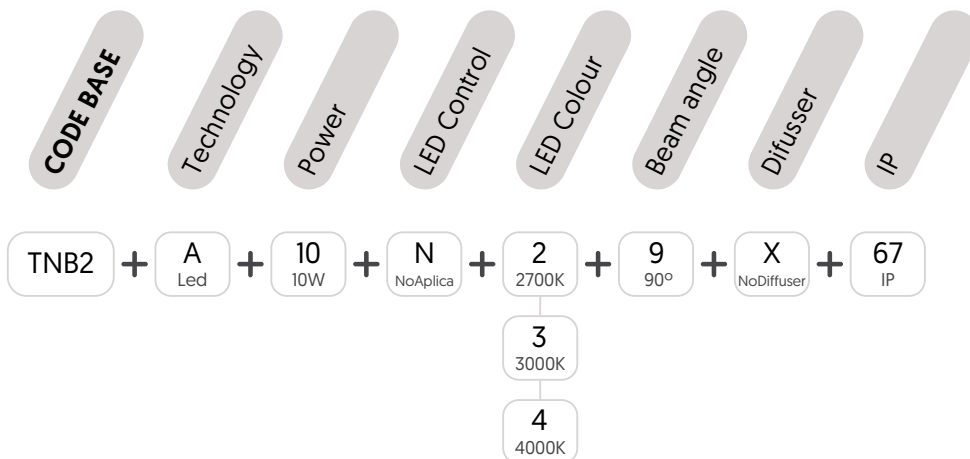 CODE BASE
Technology
Power
LED Control
LED Colour
Beam angle
Difusser
IP
TNB2 + A + 10 + N + 2 + 9 + X + 67
Led 10W NoAplica 2700K 90º NoDiffuser IP
3
3000K
4
4000K